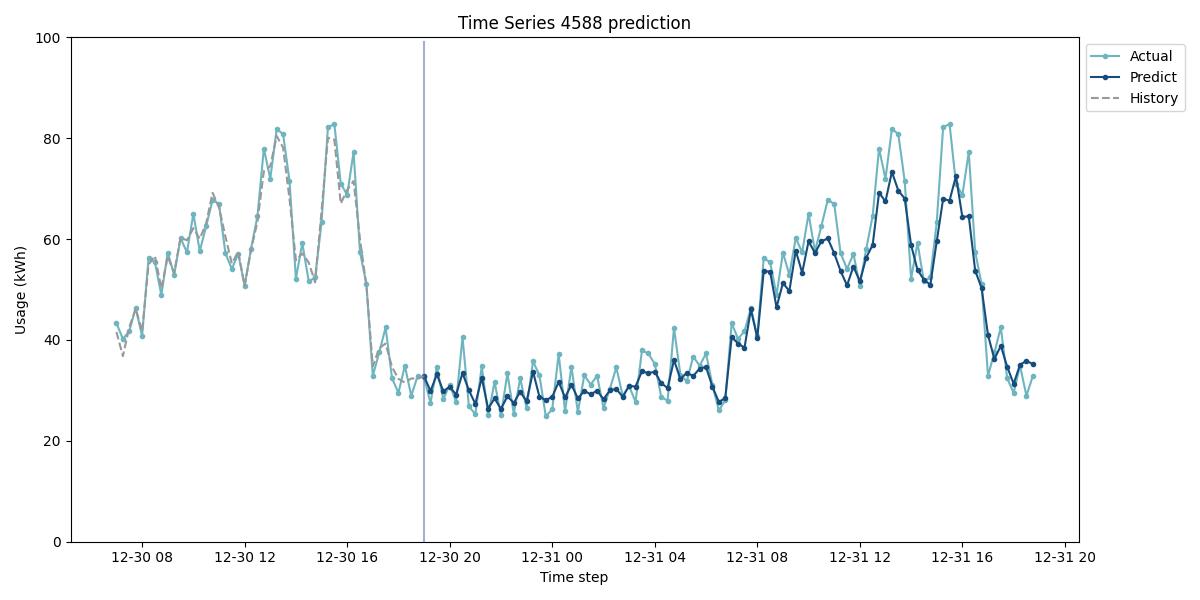 Time Series 4588 prediction
100
80
60
40
20
0
Usage (kWh)
12-30 08
12-30 12
12-30 16
12-30 20
12-31 00
12-31 04
12-31 08
12-31 12
12-31 16
12-31 20
Time step
Actual
Predict
History